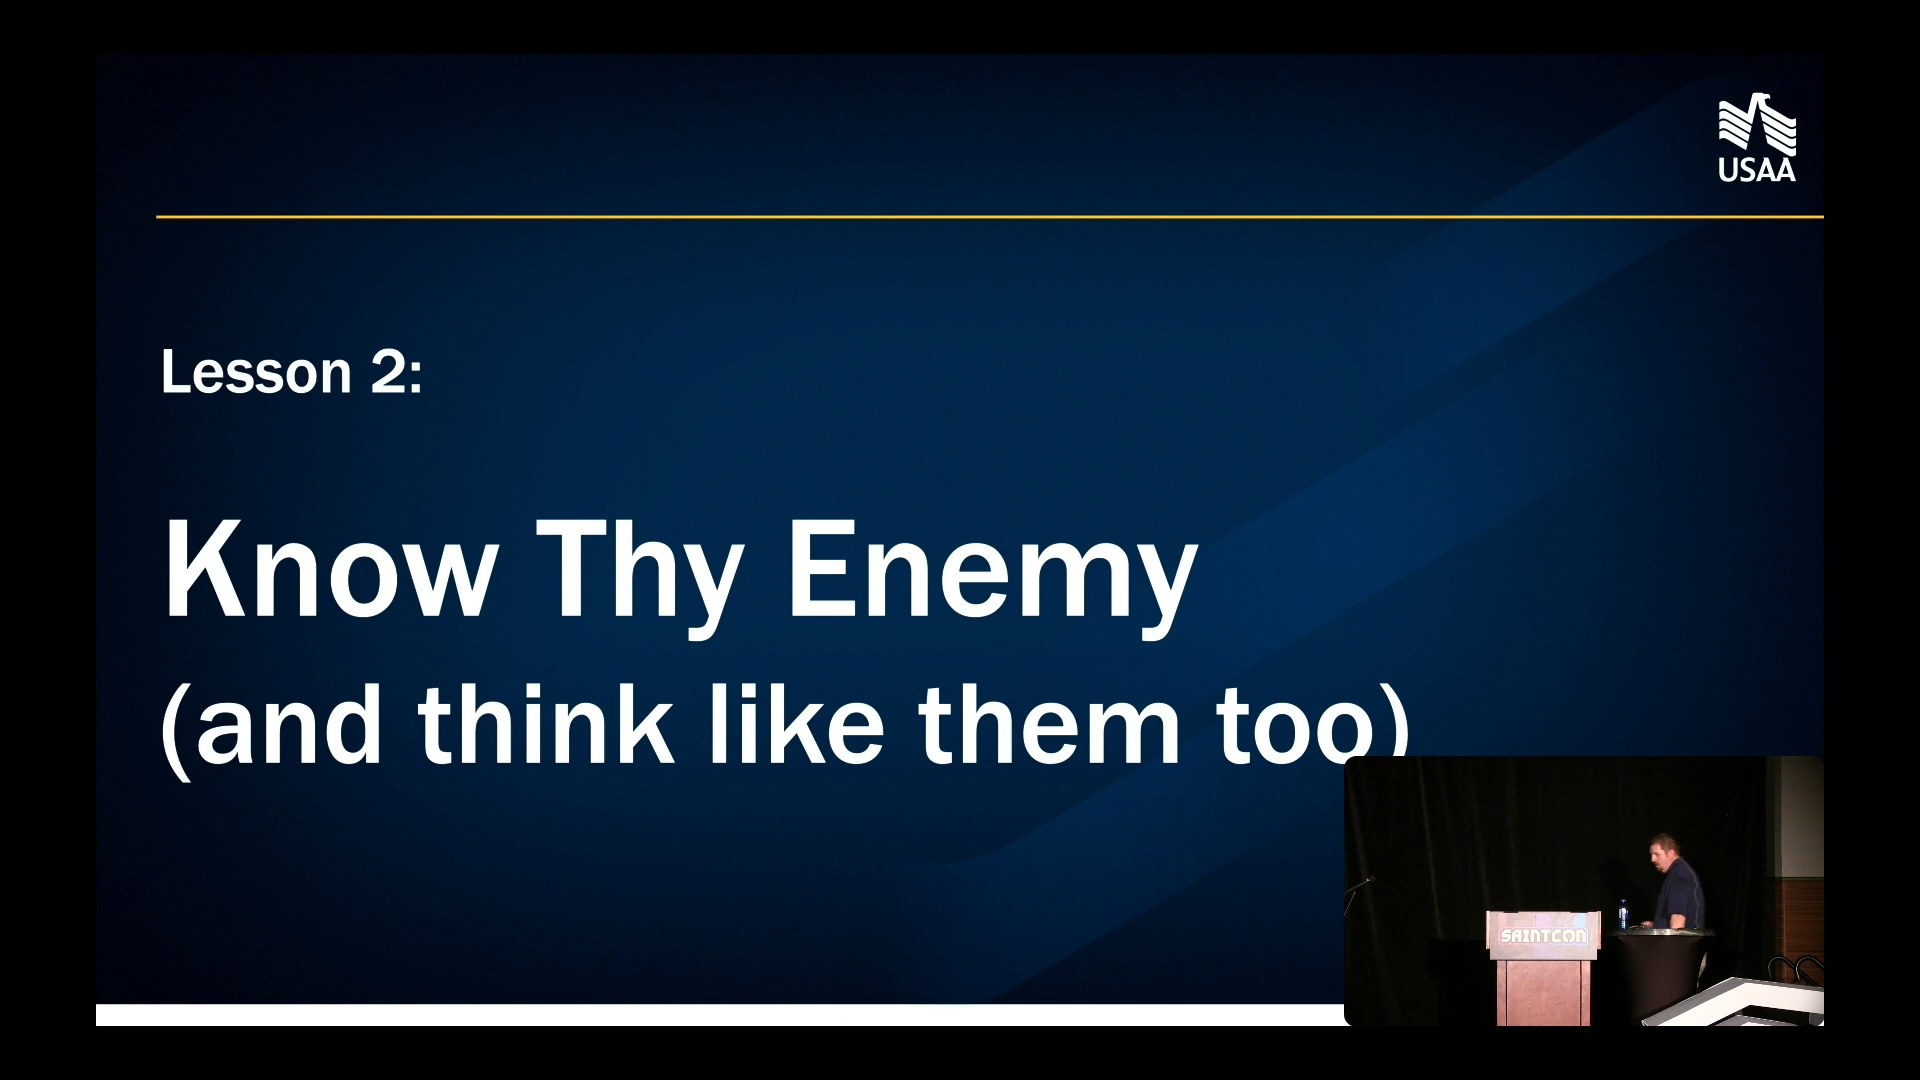 USAA
Lesson 2:
Know Thy Enemy
(and think like them too)
SAINTCON